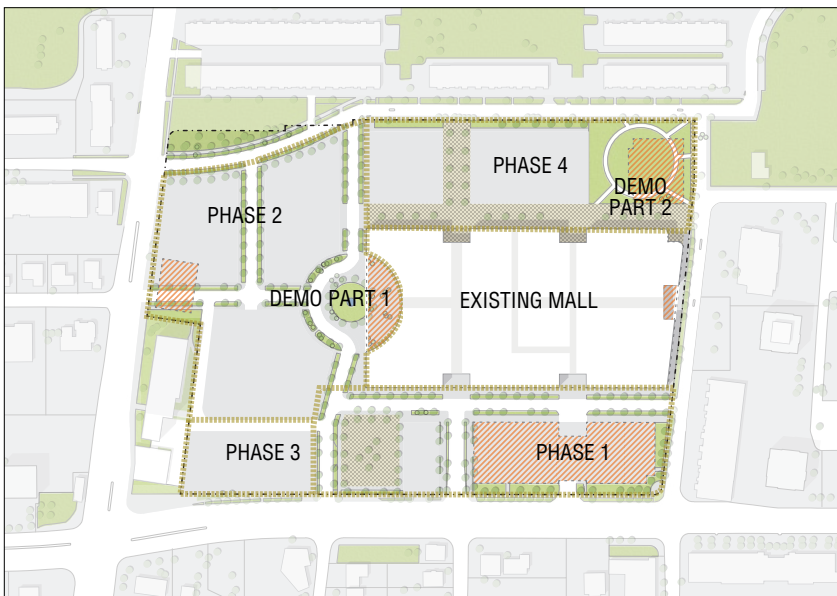 PHASE 4
DEMO
PART 2
PHASE 2
DEMO PART 1
EXISTING MALL
PHASE 3
PHASE 1